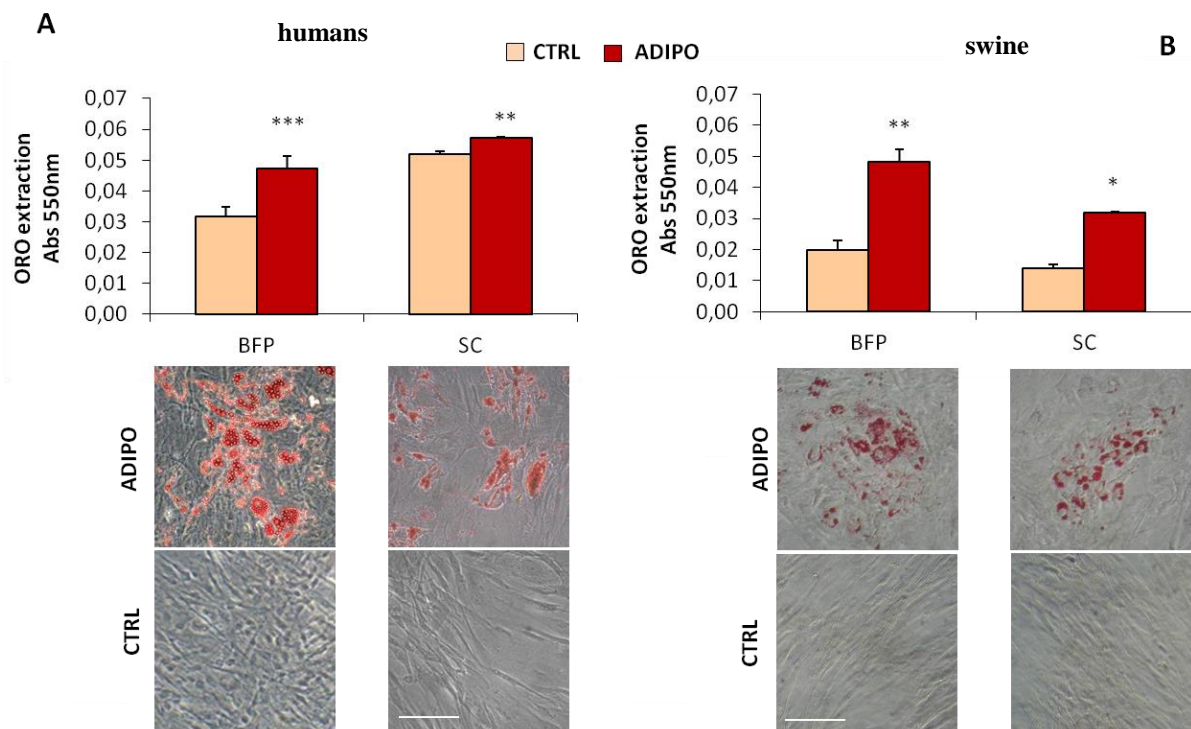 A
humans
CTRL ADIPO
swine
B
ORO extraction
Abs 550nm
0,07
0,06
0,05
0,04
0,03
0,02
0,01
0,00
***
**
BFP
SC
ORO extraction
Abs 550nm
0,07
0,06
0,05
0,04
0,03
0,02
0,01
0,00
**
*
BFP
SC
ADIPO
CTRL
ADIPO
CTRL